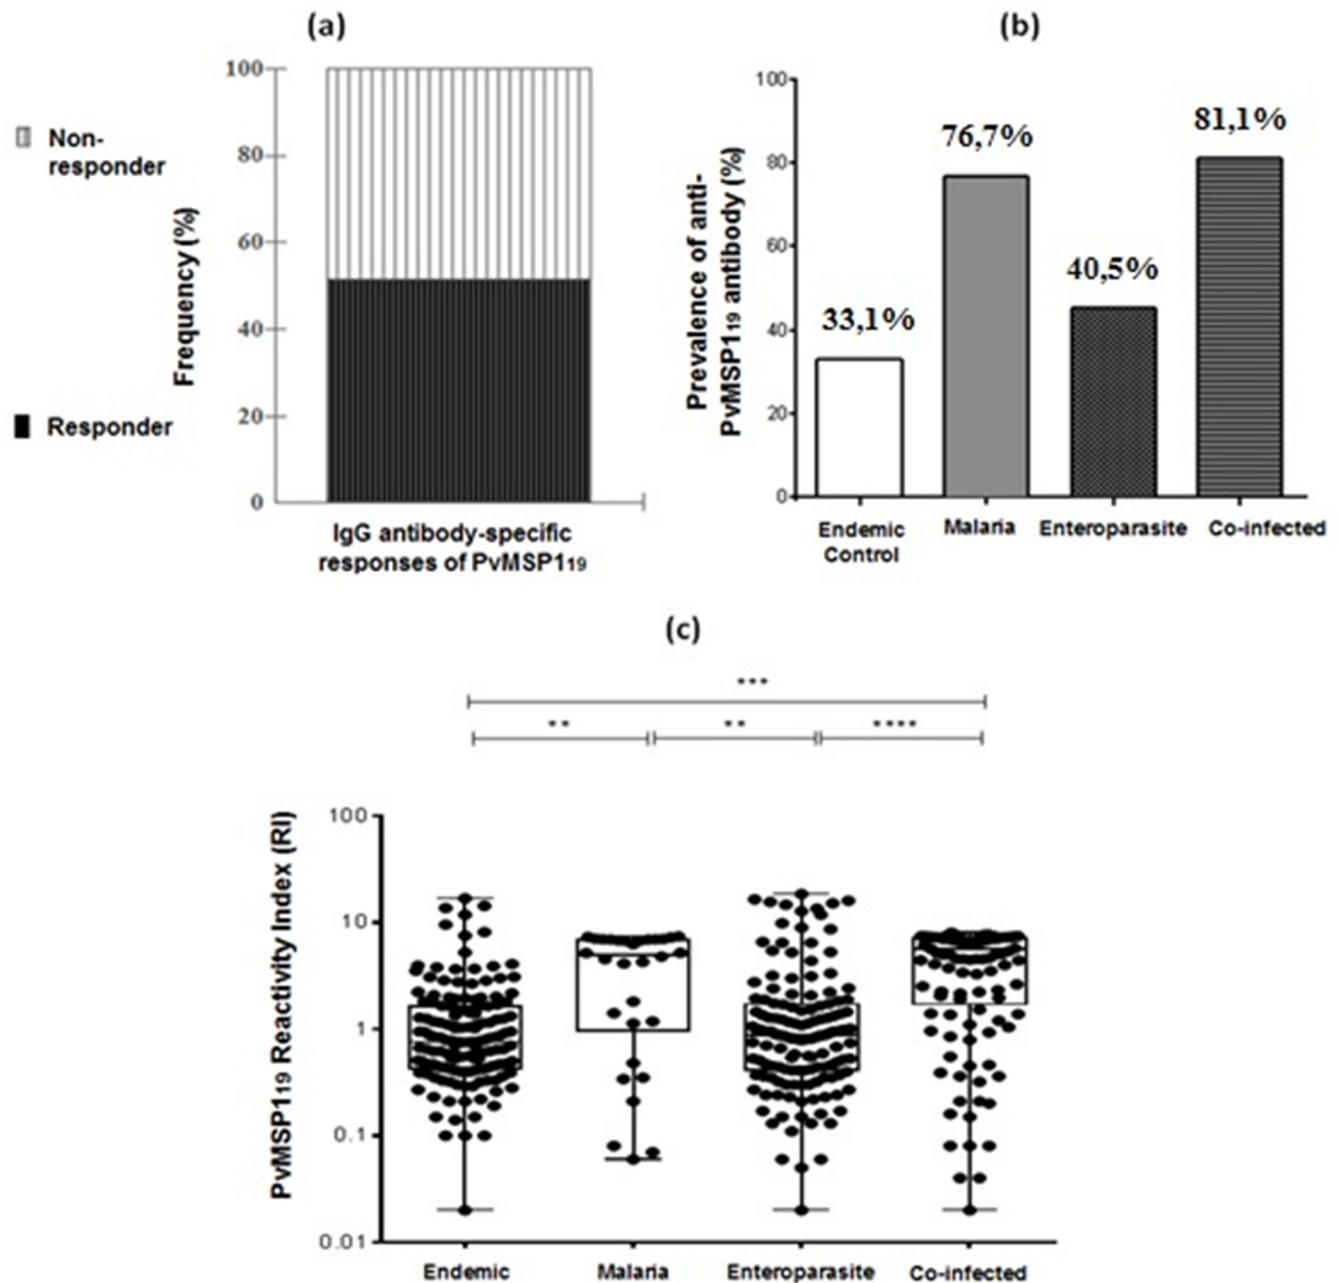 (a)
Non-
responder
Responder
Frequency (%)
100
80
60
40
20
0
IgG antibody-specific
responses of PvMSP119
(b)
Prevalence of anti-
PvMSP119 antibody (%)
100
80
60
40
20
0
33,1%
76,7%
40,5%
81,1%
Endemic
Control
Malaria
Enteroparasite
Co-infected
(c)
***
**
**
****
PvMSP119 Reactivity Index (RI)
100
10
1
0.1
0.01
Endemic
Malaria
Enteroparasite
Co-infected